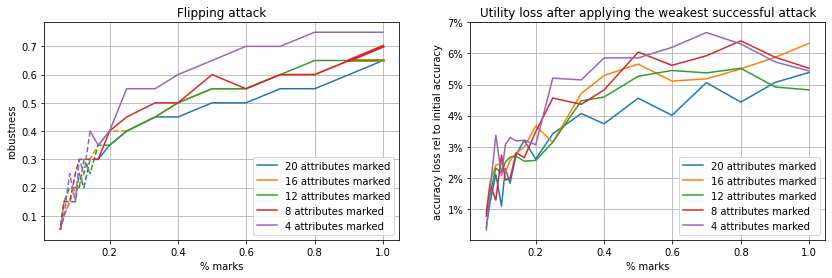 Flipping attack
robustness
0.7
0.6
0.5
0.4
0.3
0.2
0.1
20 attributes marked
16 attributes marked
12 attributes marked
8 attributes marked
4 attributes marked
0.2 0.4 0.6 0.8 1.0
% marks
Utility loss after applying the weakest successful attack
accuracy loss rel to initial accuracy
7%
6%
5%
4%
3%
2%
1%
20 attributes marked
16 attributes marked
12 attributes marked
8 attributes marked
4 attributes marked
0.2 0.4 0.6 0.8 1.0
% marks